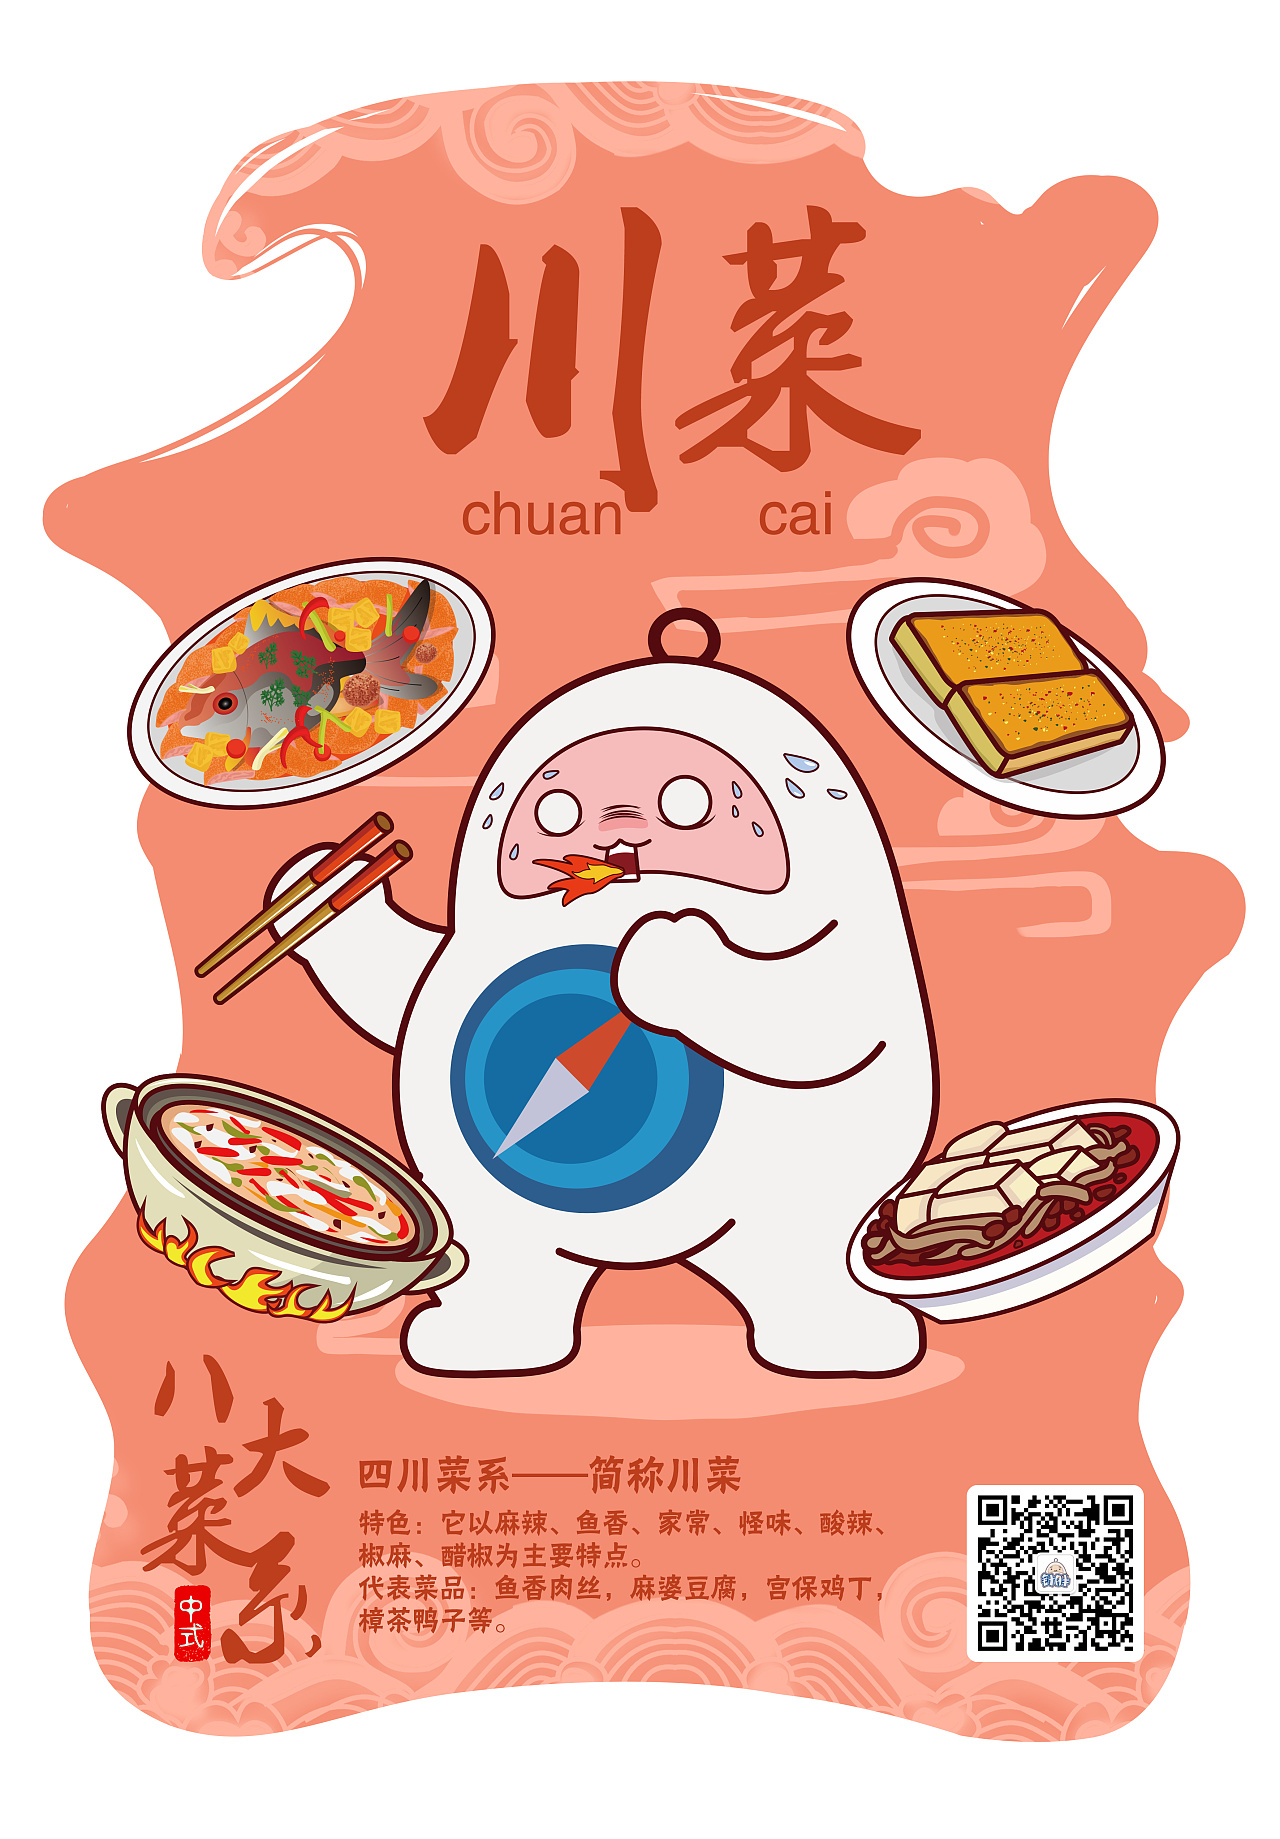 川菜
chuan cai
八大菜系
中式
四川菜系——简称川菜
特色：它以麻辣、鱼香、家常、怪味、酸辣、
椒麻、醋椒为主要特点。
代表菜品：鱼香肉丝，麻婆豆腐，宫保鸡丁，
樟茶鸭子等。